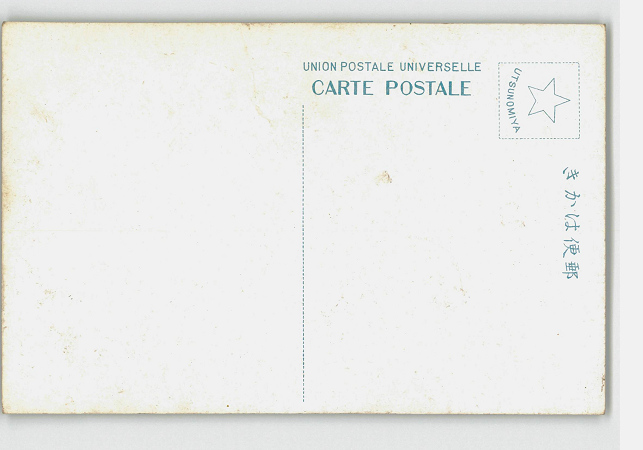 UNION POSTALE UNIVERSELLE
CARTE POSTALE
UTSUNOMIYA
郵便はかき